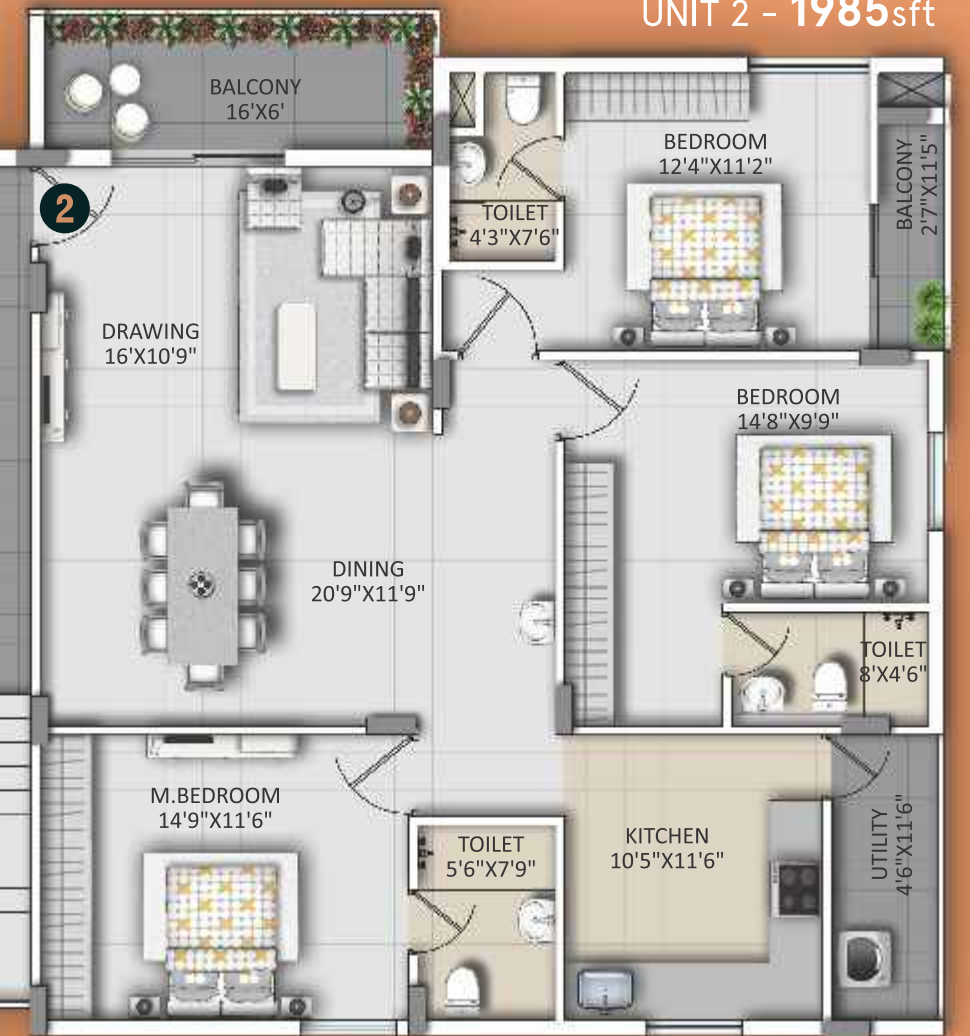 UNIT 2 - 1985sft
BALCONY
16'X6'
BEDROOM
12'4"X11'2"
BALCONY
2'7"X11'5"
2
TOILET
4'3"X7'6"
DRAWING
16'X10'9"
BEDROOM
14'8"X9'9"
DINING
20'9"X11'9"
TOILET
8'X4'6"
M.BEDROOM
14'9"X11'6"
TOILET
5'6"X7'9"
KITCHEN
10'5"X11'6"
UTILITY
4'6"X11'6"